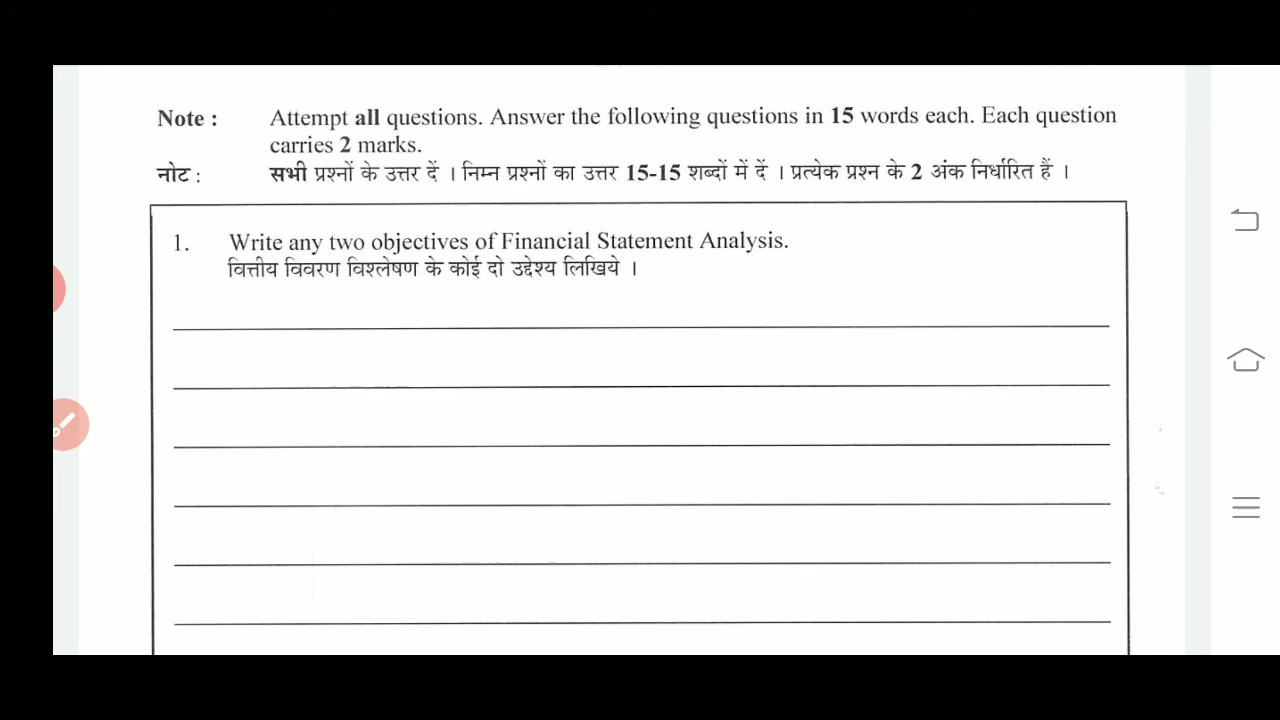 Note : Attempt all questions. Answer the following questions in 15 words each. Each question
carries 2 marks.
नोट : सभी प्रश्नों के उत्तर दें । निम्न प्रश्नों का उत्तर 15-15 शब्दों में दें । प्रत्येक प्रश्न के 2 अंक निर्धारित हैं ।
1. Write any two objectives of Financial Statement Analysis.
वित्तीय विवरण विश्लेषण के कोई दो उद्देश्य लिखिये ।